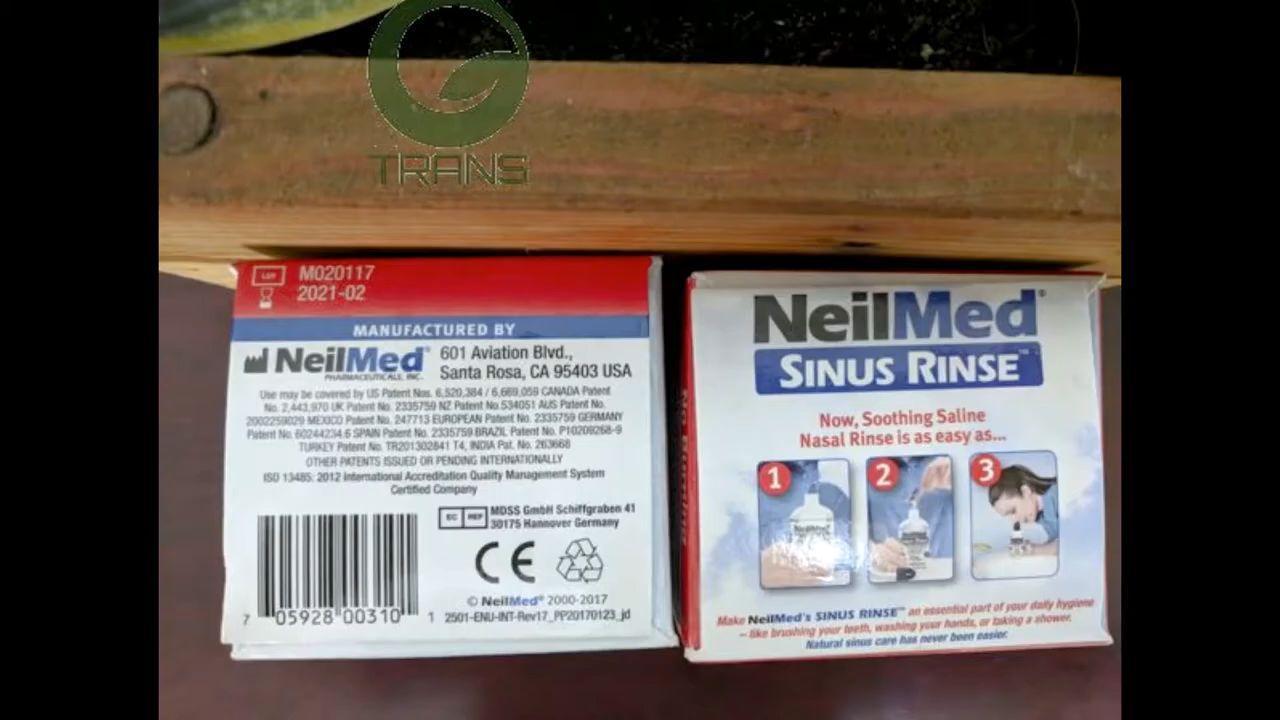 TRANS
LOT M020117
2021-02
MANUFACTURED BY
NeilMed®
PHARMACEUTICALS, INC.
601 Aviation Blvd.,
Santa Rosa, CA 95403 USA
Use may be covered by US Patent Nos. 6,520,384 / 6,669,059 CANADA Patent
No. 2,443,970 UK Patent No. 2335759 NZ Patent No.534051 AUS Patent No.
2002259029 MEXICO Patent No. 247713 EUROPEAN Patent No. 2335759 GERMANY
Patent No. 60244234.6 SPAIN Patent No. 2335759 BRAZIL Patent No. P10209268-9
TURKEY Patent No. TR201302841 T4, INDIA Pat. No. 263668
OTHER PATENTS ISSUED OR PENDING INTERNATIONALLY
ISO 13485: 2012 International Accreditation Quality Management System
Certified Company
EC REP
MDSS GmbH Schiffgraben 41
30175 Hannover Germany
CE
© NeilMed® 2000-2017
7 05928 00310 1
2501-ENU-INT-Rev17_PP20170123_jd
NeilMed®
SINUS RINSE™
Now, Soothing Saline
Nasal Rinse is as easy as...
1 2 3
NeilMed
Make NeilMed's SINUS RINSE™ an essential part of your daily hygiene
– like brushing your teeth, washing your hands, or taking a shower.
Natural sinus care has never been easier.